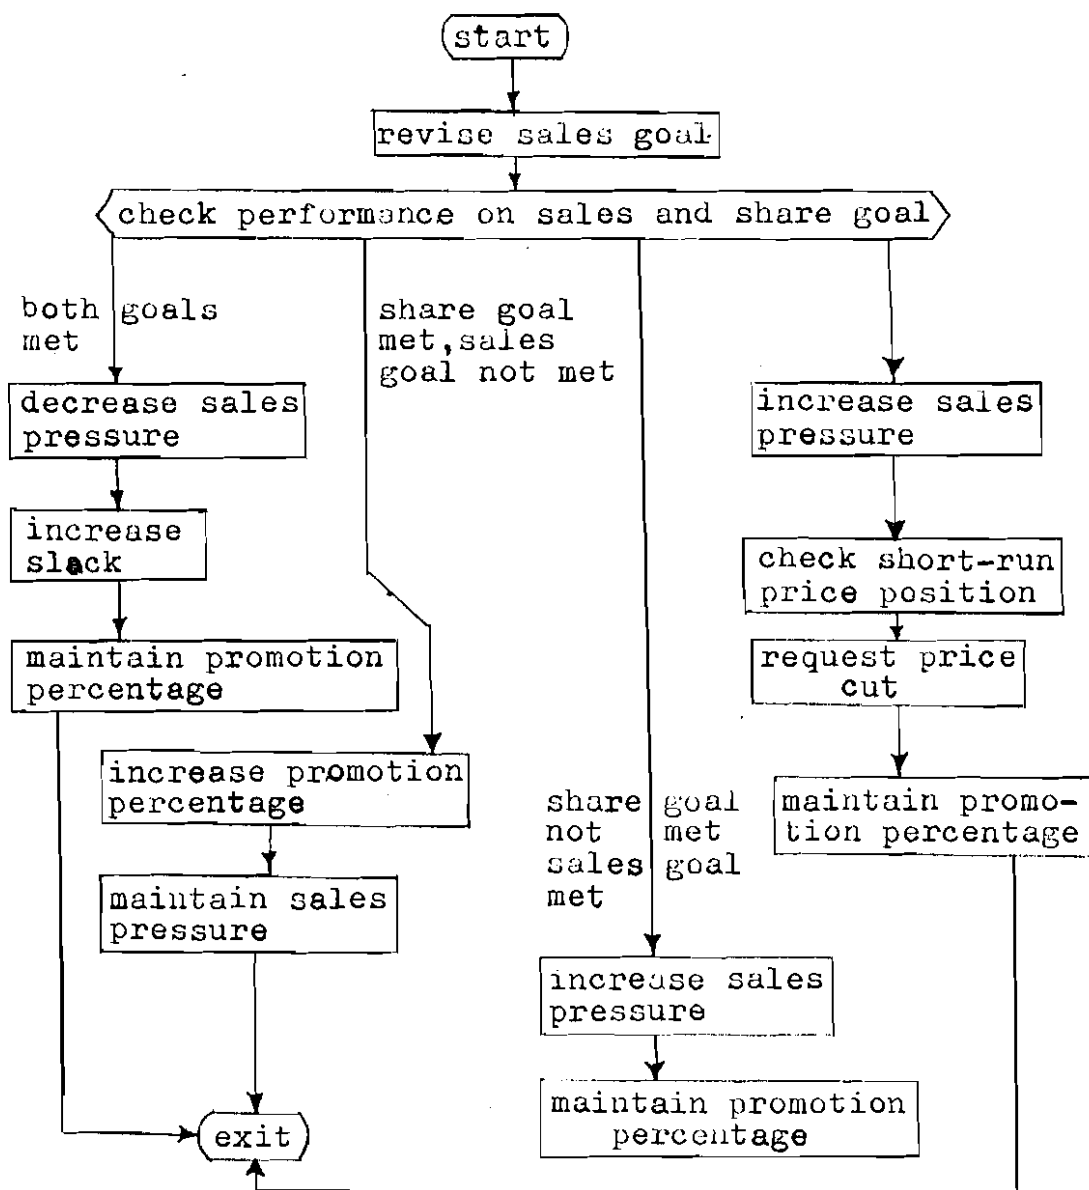 start
revise sales goal
check performance on sales and share goal
both goals
met
decrease sales
pressure
increase
slack
maintain promotion
percentage
share goal
met, sales
goal not met
increase promotion
percentage
maintain sales
pressure
exit
share goal
not met
sales goal
met
increase sales
pressure
maintain promotion
percentage
increase sales
pressure
check short-run
price position
request price
cut
maintain promo-
tion percentage